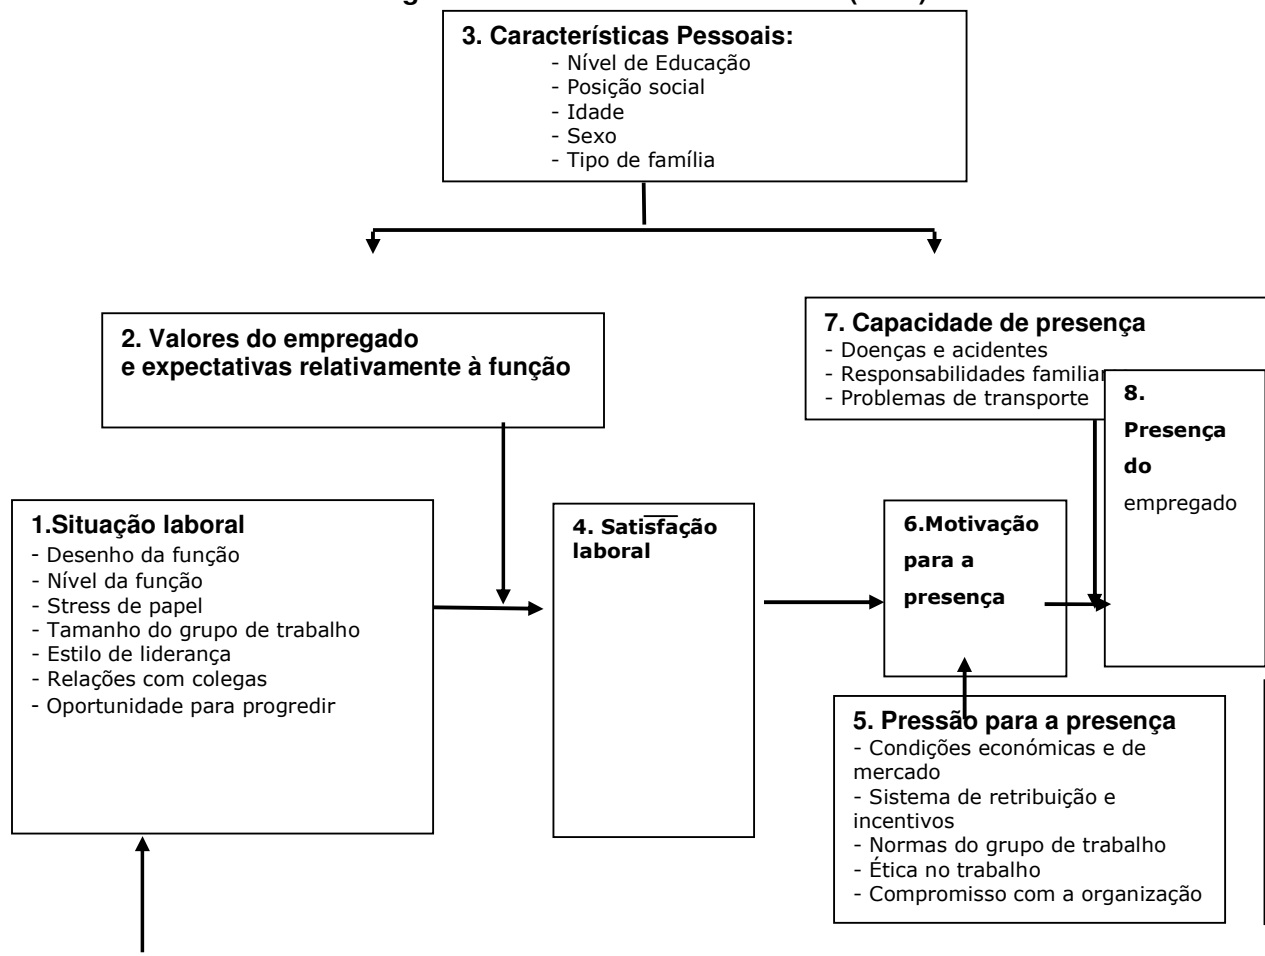 3. Características Pessoais:
- Nível de Educação
- Posição social
- Idade
- Sexo
- Tipo de família
2. Valores do empregado
e expectativas relativamente à função
7. Capacidade de presença
- Doenças e acidentes
- Responsabilidades
- Problemas de transporte
8.
Presença
do
empregado
1.Situação laboral
- Desenho da função
- Nível da função
- Stress de papel
- Tamanho do grupo de trabalho
- Estilo de liderança
- Relações com colegas
- Oportunidade para progredir
4. Satisfação
laboral
6.Motivação
para a
presença
5. Pressão para a presença
- Condições económicas e de
mercado
- Sistema de retribuição e
incentivos
- Normas do grupo de trabalho
- Ética no trabalho
- Compromisso com a organização